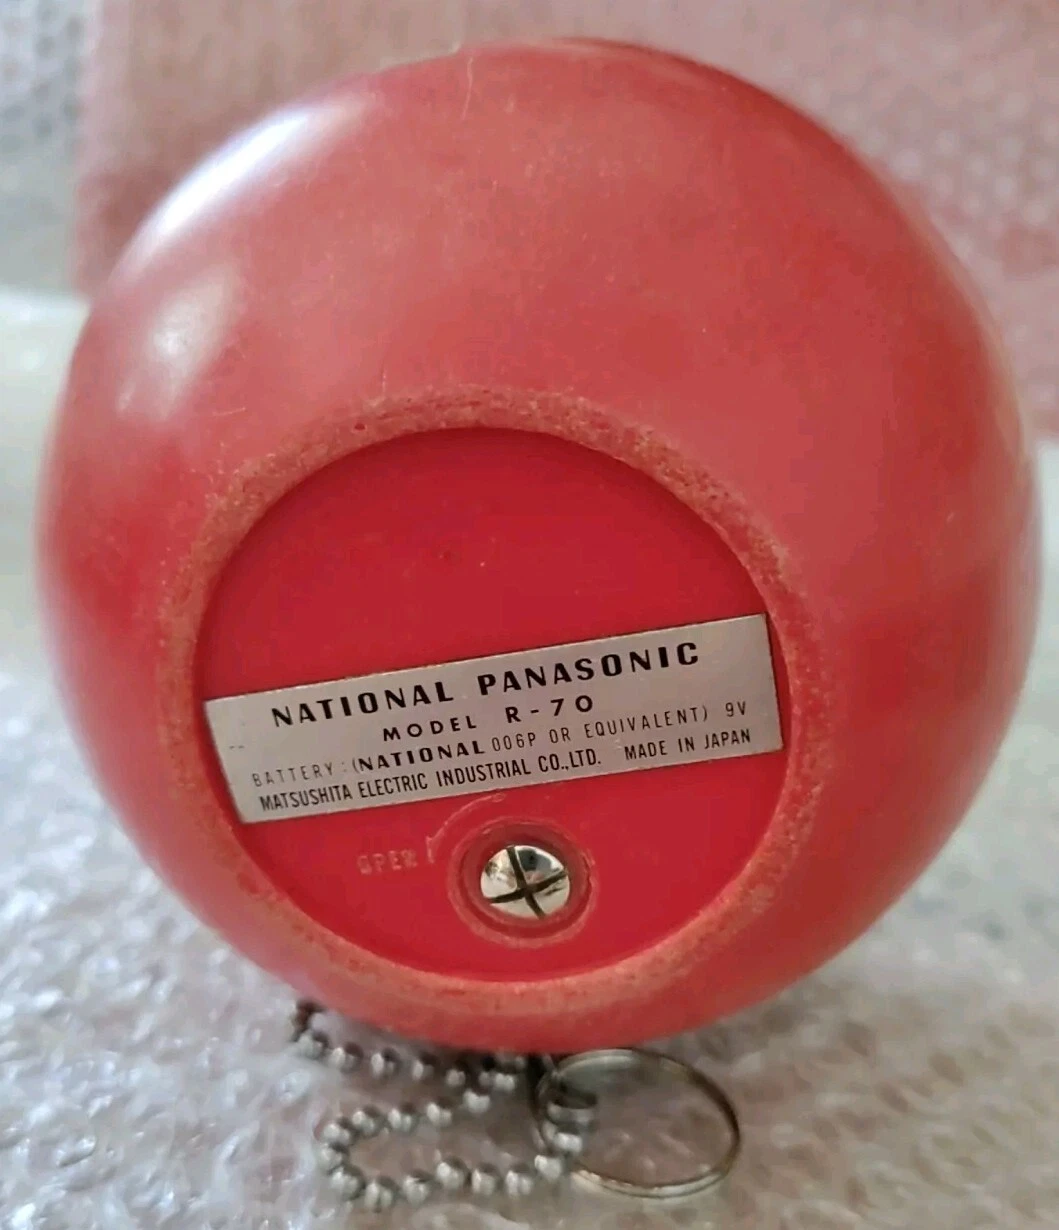 NATIONAL PANASONIC
MODEL R-70
BATTERY:(NATIONAL 006P OR EQUIVALENT) 9V
MATSUSHITA ELECTRIC INDUSTRIAL CO.,LTD. MADE IN JAPAN
OPEN